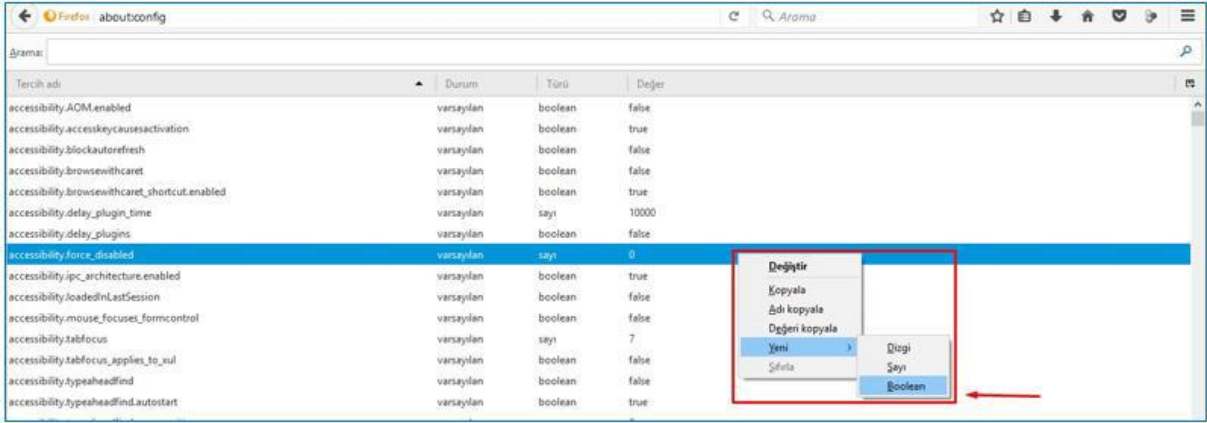 Firefox about:config Arama
Arama:
Tercih adı Durum Türü Değer
accessibility.AOM.enabled varsayılan boolean false
accessibility.accesskeycausesactivation varsayılan boolean true
accessibility.blockautorefresh varsayılan boolean false
accessibility.browsewithcaret varsayılan boolean false
accessibility.browsewithcaret_shortcut.enabled varsayılan boolean true
accessibility.delay_plugin_time varsayılan sayı 10000
accessibility.delay_plugins varsayılan boolean false
accessibility.force_disabled varsayılan sayı 0
accessibility.ipc_architecture.enabled varsayılan boolean true
accessibility.loadedInLastSession varsayılan boolean false
accessibility.mouse_focuses_formcontrol varsayılan boolean false
accessibility.tabfocus varsayılan sayı 7
accessibility.tabfocus_applies_to_xul varsayılan boolean false
accessibility.typeaheadfind varsayılan boolean false
accessibility.typeaheadfind.autostart varsayılan boolean true
Değiştir
Kopyala
Adı kopyala
Değeri kopyala
Yeni
Sıfırla
Dizgi
Sayı
Boolean